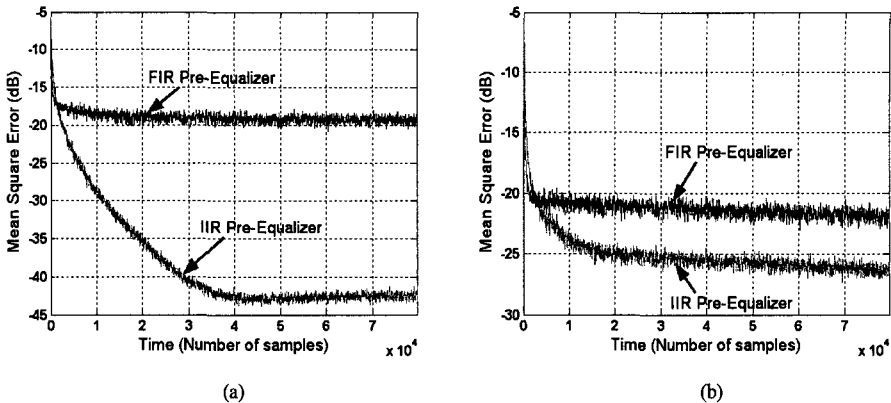 -5
-10
-15
-20
-25
-30
-35
-40
-45
Mean Square Error (dB)
FIR Pre-Equalizer
IIR Pre-Equalizer
0 1 2 3 4 5 6 7
Time (Number of samples)
x 10^4
(a)
-5
-10
-15
-20
-25
-30
Mean Square Error (dB)
FIR Pre-Equalizer
IIR Pre-Equalizer
0 1 2 3 4 5 6 7
Time (Number of samples)
x 10^4
(b)